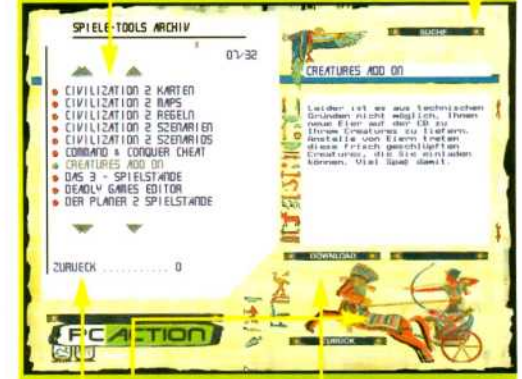 SPIELE-TOOLS ARCHIV
07/32
CIVILIZATION 2 KARTEN
CIVILIZATION 2 MAPS
CIVILIZATION 2 REGELN
CIVILIZATION 2 SZENARIEN
CIVILIZATION 2 SZENARIOS
COMMAND & CONQUER CHEAT
CREATURES ADD ON
DAS 3 - SPIELSTÄNDE
DEADLY GAMES EDITOR
DER PLANER 2 SPIELSTÄNDE
ZURUECK ........... 0
PC ACTION
SUCHE
CREATURES ADD ON
Leider ist es aus technischen
Gründen nicht möglich, Ihnen
neue Eier auf der CD zu
Ihrem Creatures zu liefern.
Anstelle von Eiern treten
diese frisch geschlüpften
Creatures, die Sie einladen
können. Viel Spaß damit.
DOWNLOAD
ZURUECK